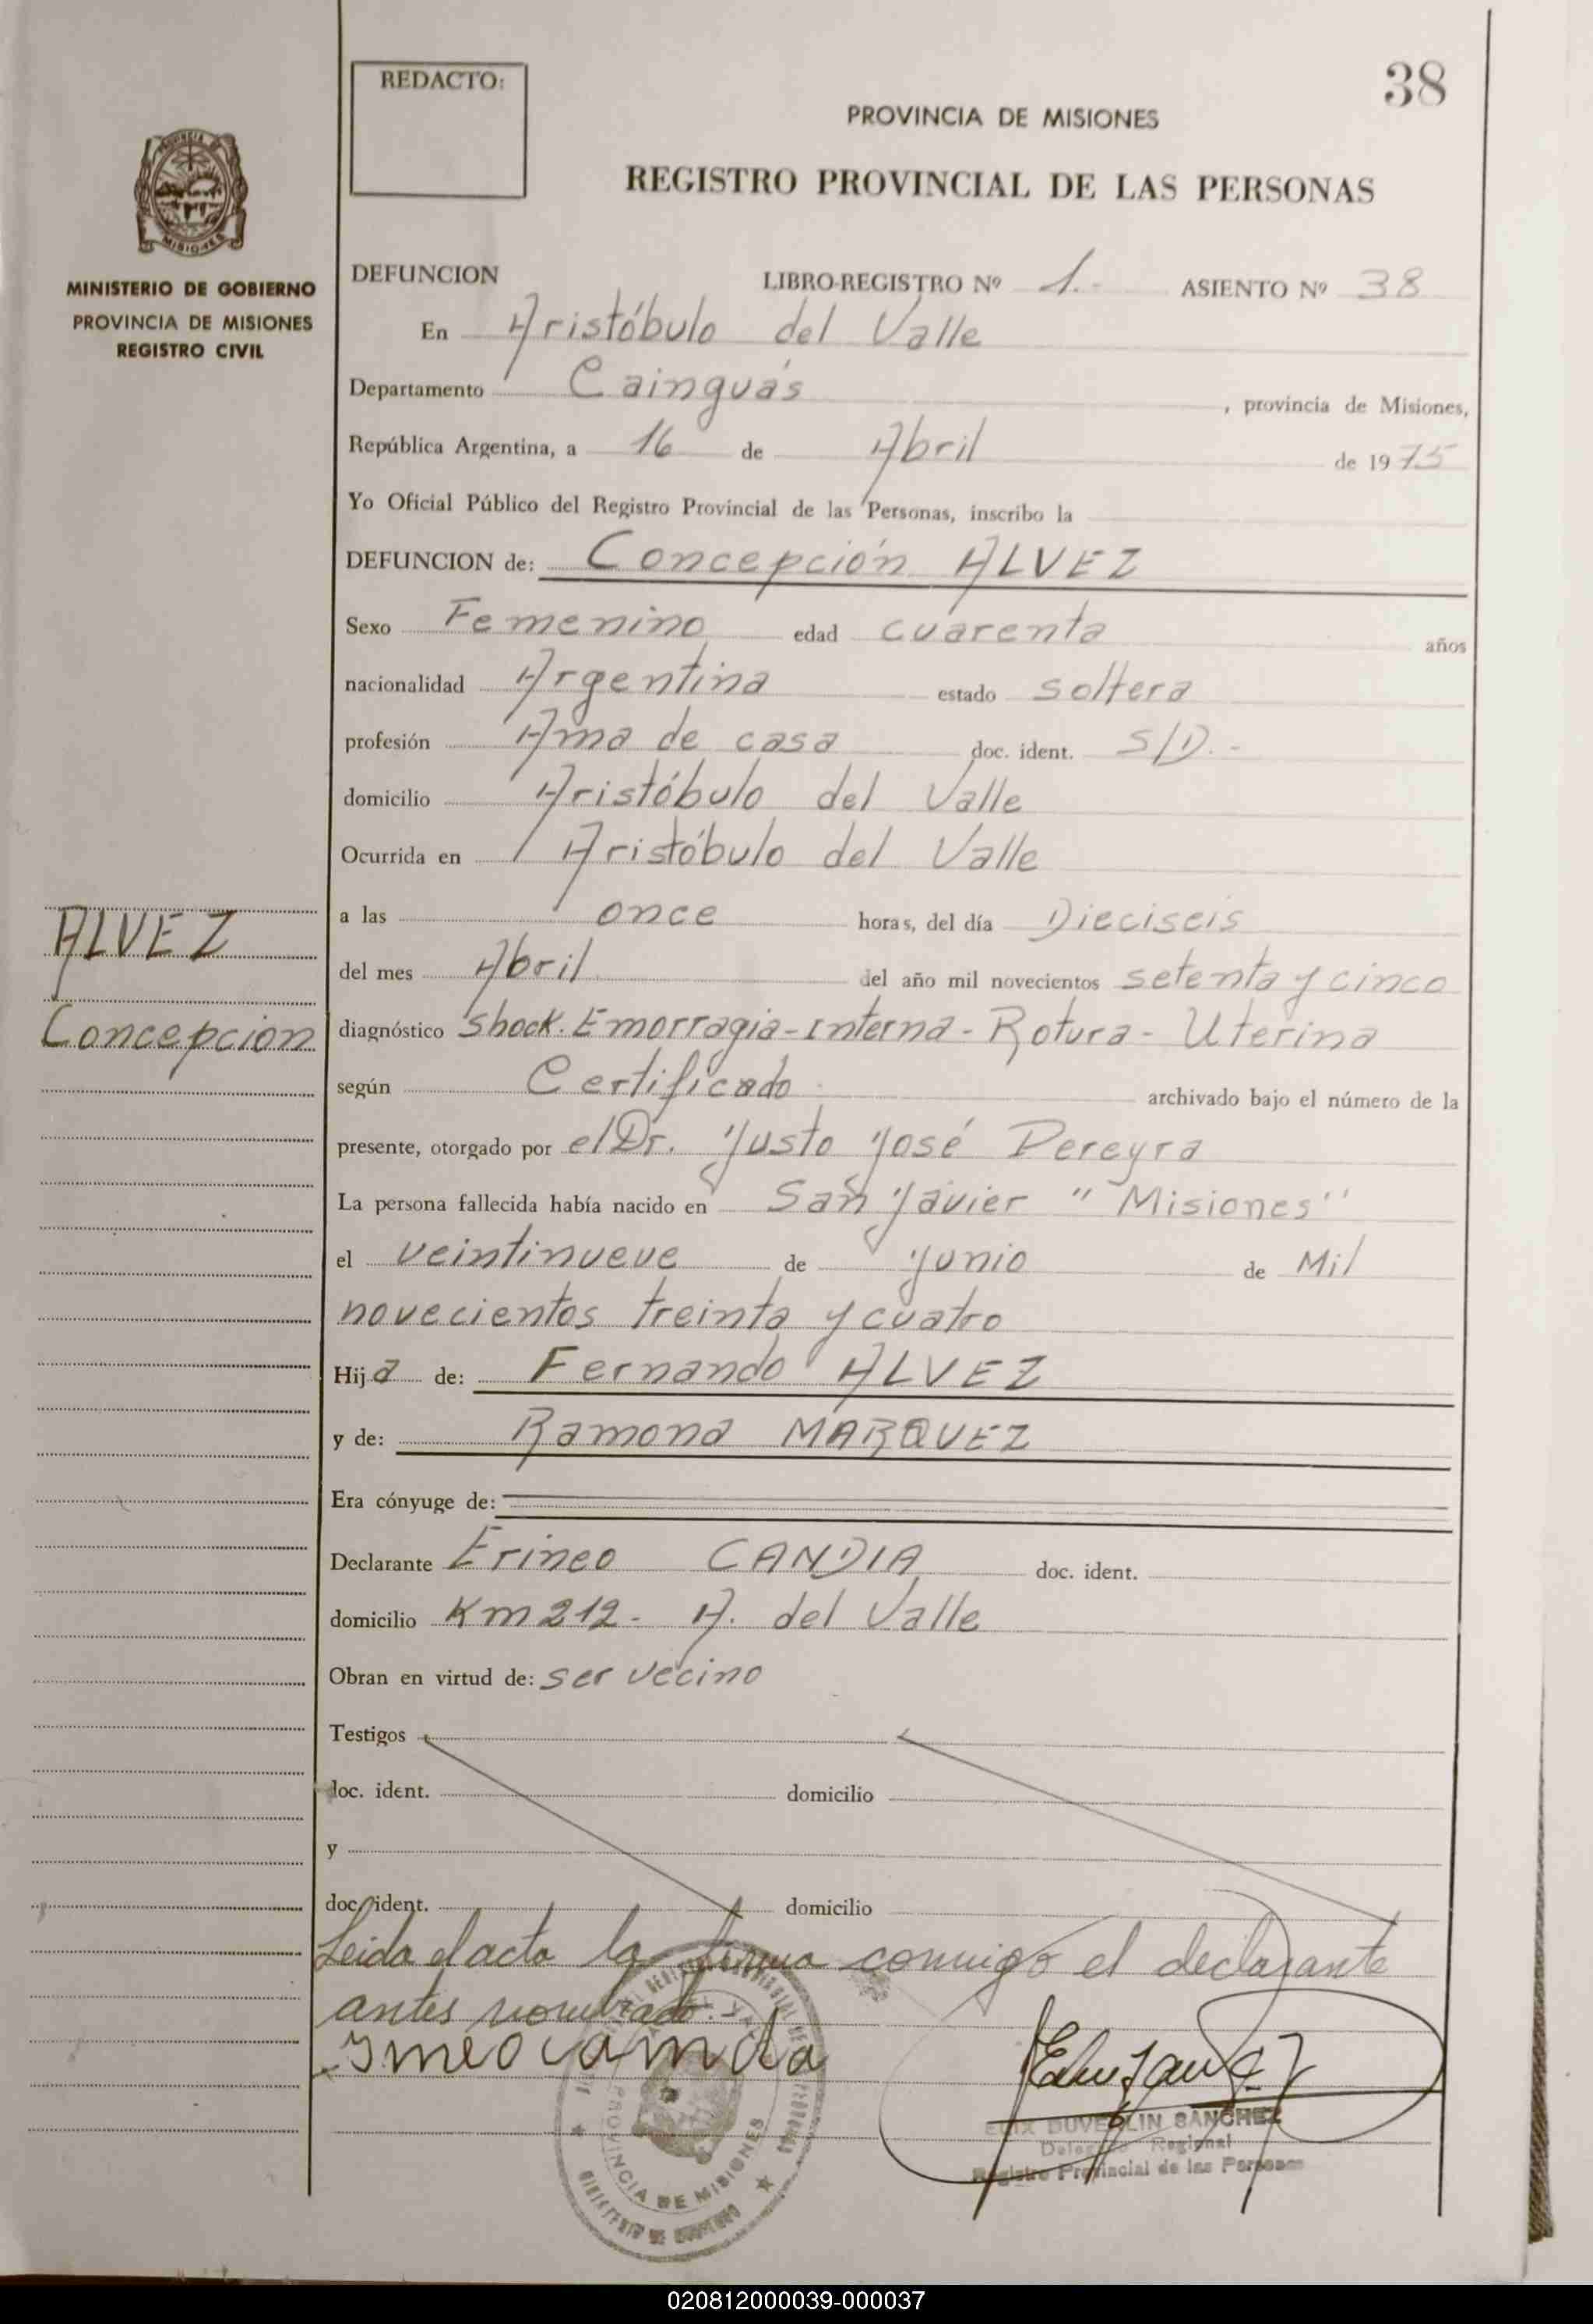 38
REDACTO:
PROVINCIA DE MISIONES
REGISTRO PROVINCIAL DE LAS PERSONAS
MINISTERIO DE GOBIERNO
PROVINCIA DE MISIONES
REGISTRO CIVIL
DEFUNCION LIBRO-REGISTRO Nº 1.- ASIENTO Nº 38
En Aristóbulo del Valle
Departamento Cainguás , provincia de Misiones,
República Argentina, a 16 de Abril de 1975
Yo Oficial Público del Registro Provincial de las Personas, inscribo la
DEFUNCION de: Concepción ALVEZ
Sexo Femenino edad cuarenta años
nacionalidad Argentina estado soltera
profesión Ama de casa doc. ident. S/D.-
domicilio Aristóbulo del Valle
Ocurrida en Aristóbulo del Valle
a las once horas, del día Dieciseis
del mes Abril del año mil novecientos setenta y cinco
ALVEZ
Concepcion
diagnóstico Shock. Emorragia-Interna - Rotura - Uterina
según Certificado archivado bajo el número de la
presente, otorgado por el Dr. Justo José Pereyra
La persona fallecida había nacido en San Javier "Misiones"
el veintinueve de junio de Mil
novecientos treinta y cuatro
Hija de: Fernando ALVEZ
y de: Ramona MARQUEZ
Era cónyuge de:
Declarante Erineo CANDIA doc. ident.
domicilio Km 212- A. del Valle
Obran en virtud de: ser vecino
Testigos
doc. ident. domicilio
y
doc. ident. domicilio
Leida el acta la firma conmigo el declarante
antes nombrado.
PROVINCIA DE MISIONES
SANCHEZ
Delegado Regional
Registro Provincial de las Personas
020812000039-000037